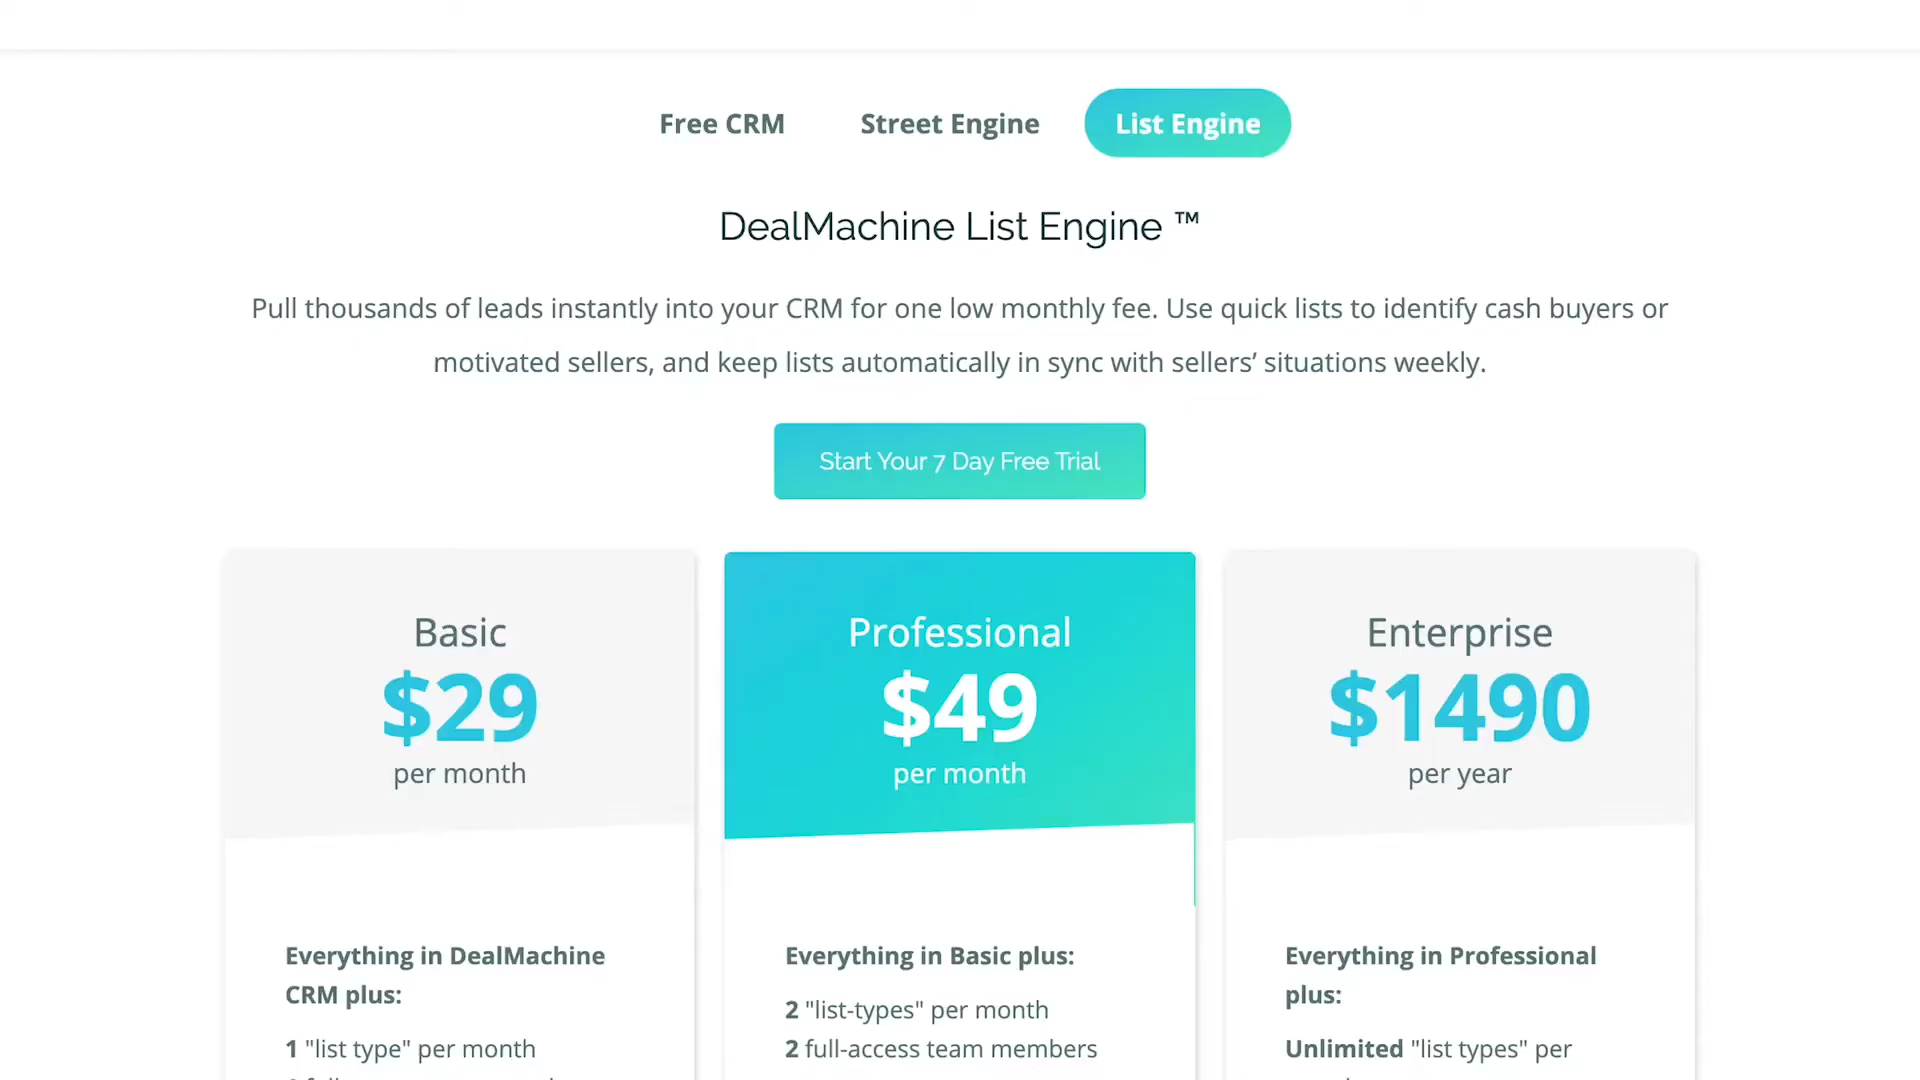 Free CRM
Street Engine
List Engine
DealMachine List Engine ™
Pull thousands of leads instantly into your CRM for one low monthly fee. Use quick lists to identify cash buyers or
motivated sellers, and keep lists automatically in sync with sellers’ situations weekly.
Start Your 7 Day Free Trial
Basic
$29
per month
Everything in DealMachine
CRM plus:
1 "list type" per month
Professional
$49
per month
Everything in Basic plus:
2 "list-types" per month
2 full-access team members
Enterprise
$1490
per year
Everything in Professional
plus:
Unlimited "list types" per